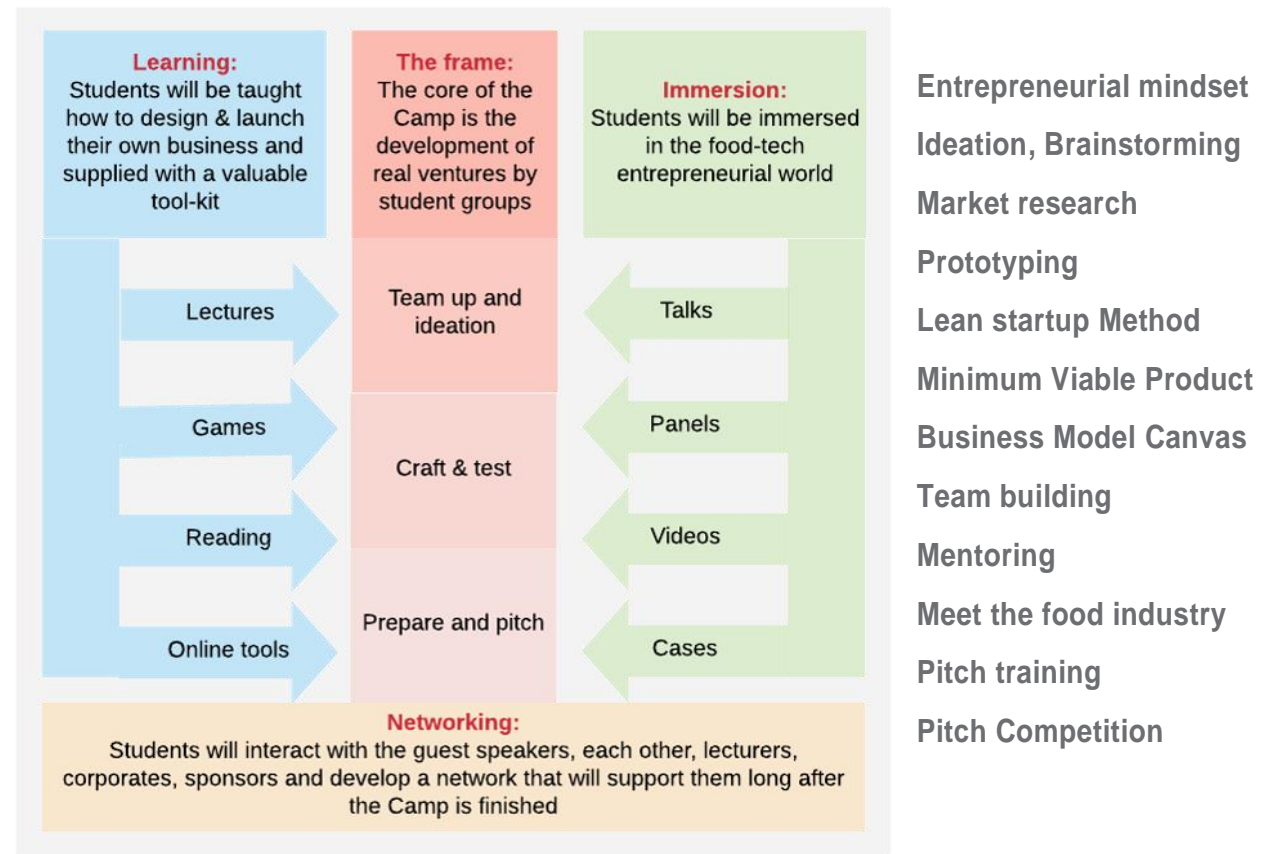 Learning:
Students will be taught
how to design & launch
their own business and
supplied with a valuable
tool-kit
The frame:
The core of the
Camp is the
development of
real ventures by
student groups
Immersion:
Students will be immersed
in the food-tech
entrepreneurial world
Lectures
Games
Reading
Online tools
Team up and
ideation
Craft & test
Prepare and pitch
Talks
Panels
Videos
Cases
Networking:
Students will interact with the guest speakers, each other, lecturers,
corporates, sponsors and develop a network that will support them long after
the Camp is finished
Entrepreneurial mindset
Ideation, Brainstorming
Market research
Prototyping
Lean startup Method
Minimum Viable Product
Business Model Canvas
Team building
Mentoring
Meet the food industry
Pitch training
Pitch Competition